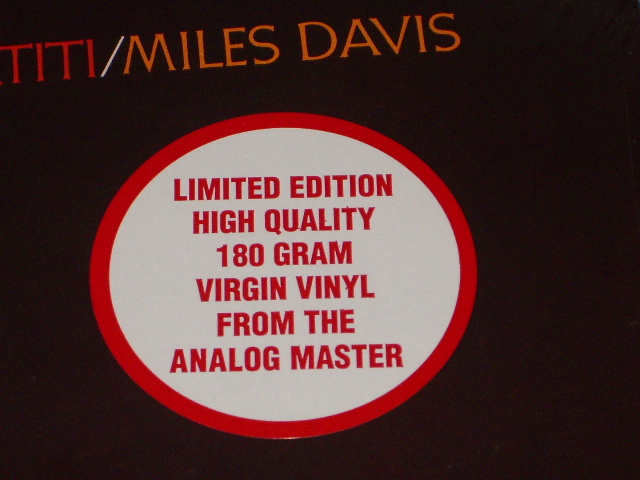 TITI/MILES DAVIS
LIMITED EDITION
HIGH QUALITY
180 GRAM
VIRGIN VINYL
FROM THE
ANALOG MASTER